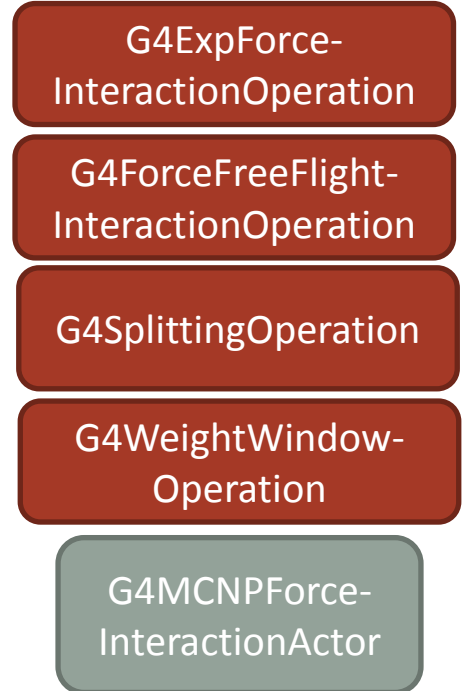 G4ExpForce-
InteractionOperation
G4ForceFreeFlight-
InteractionOperation
G4SplittingOperation
G4WeightWindow-
Operation
G4MCNPForce-
InteractionActor